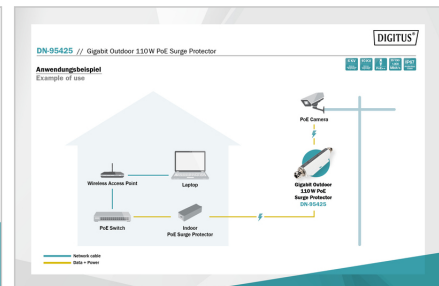 DIGITUS®
DN-95425 // Gigabit Outdoor 110 W PoE Surge Protector
Anwendungsbeispiel
Example of use
IP67
PoE Camera
Wireless Access Point
Laptop
Gigabit Outdoor
110 W PoE
Surge Protector
DN-95425
PoE Switch
Indoor
PoE Surge Protector
Network cable
Data + Power